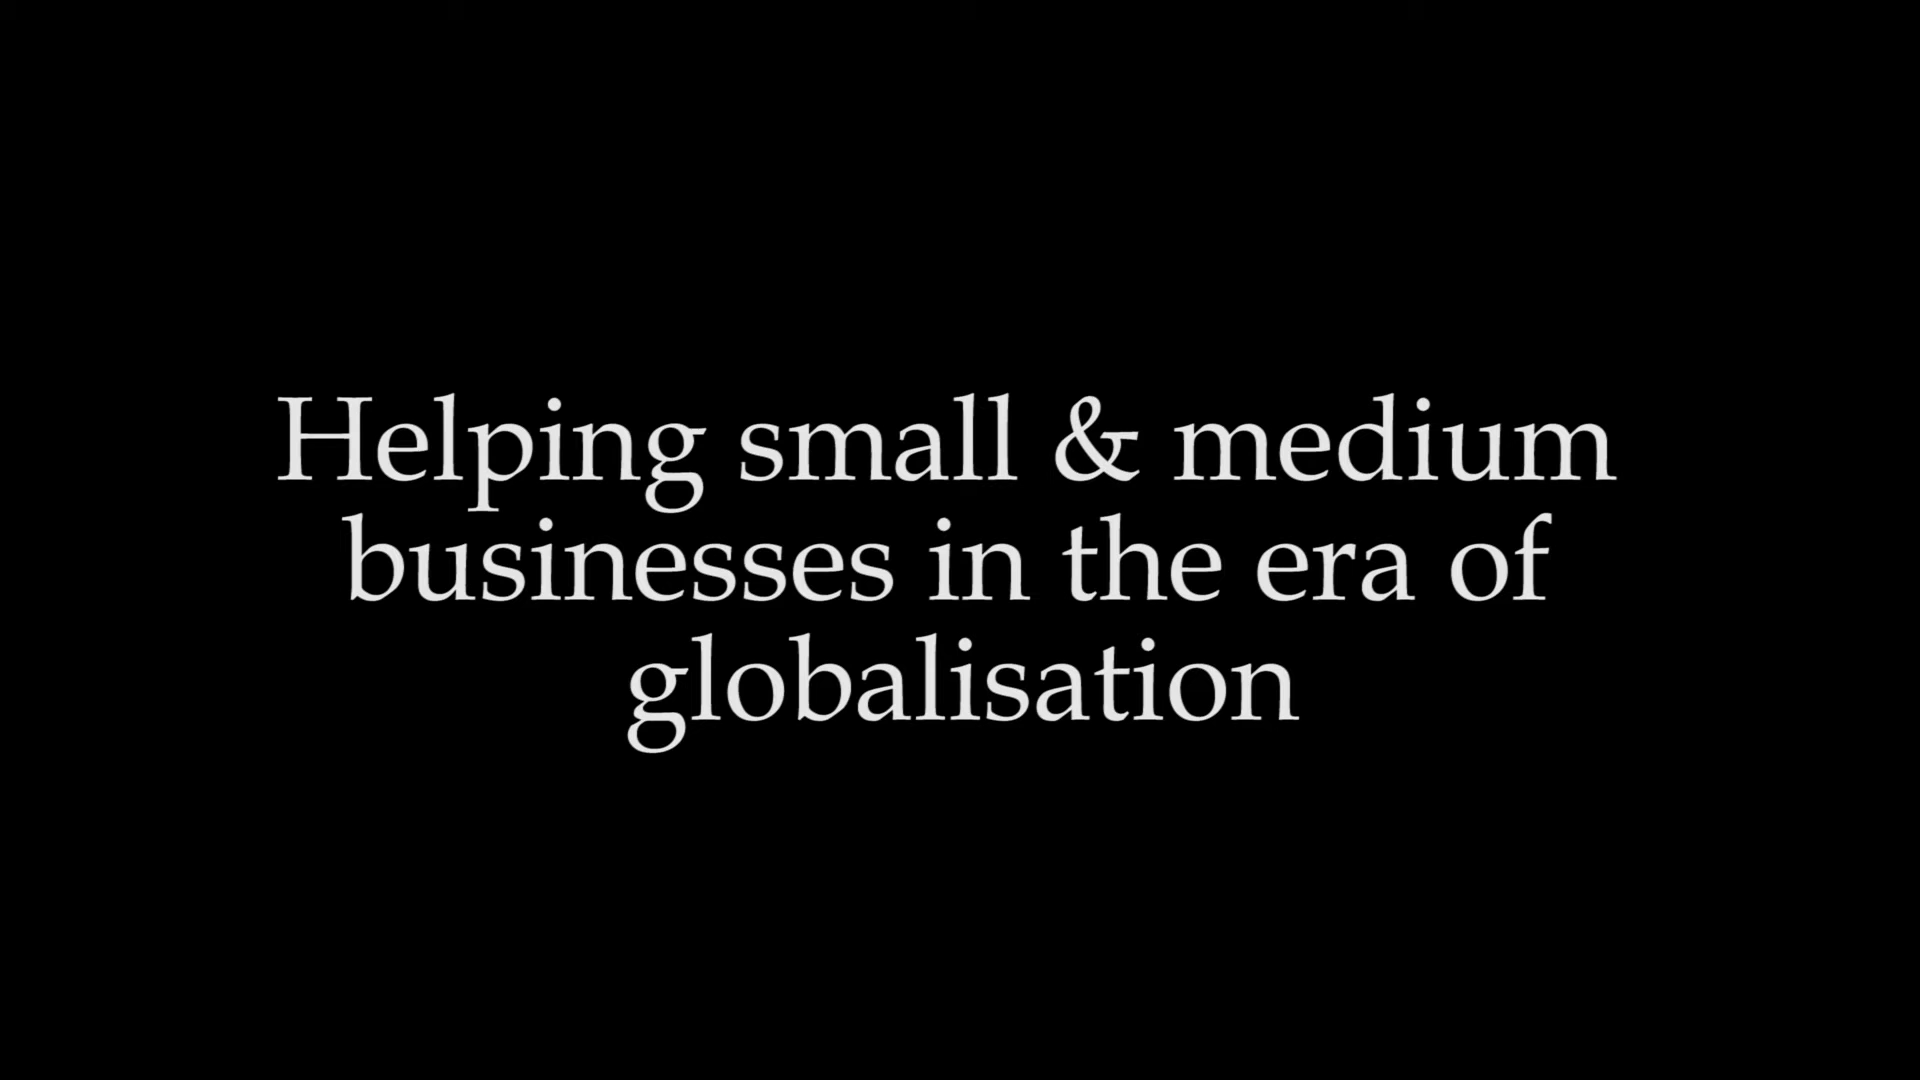 Helping small & medium
businesses in the era of
globalisation